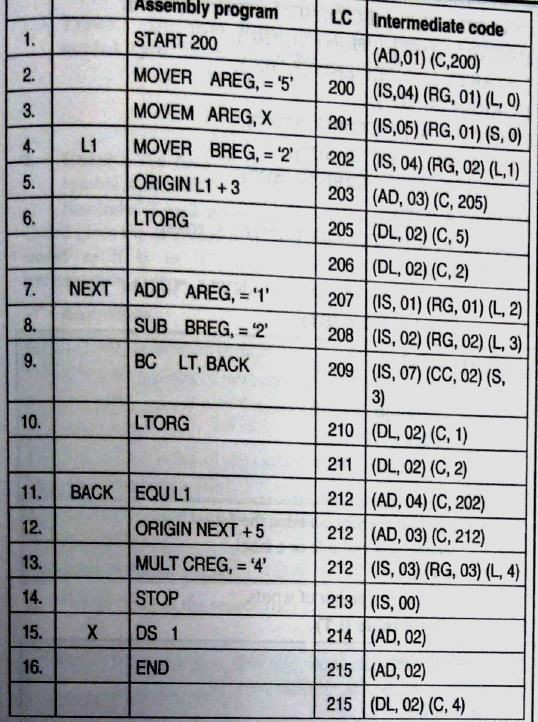 Assembly program LC Intermediate code
1. START 200 (AD,01) (C,200)
2. MOVER AREG, = '5' 200 (IS,04) (RG, 01) (L, 0)
3. MOVEM AREG, X 201 (IS,05) (RG, 01) (S, 0)
4. L1 MOVER BREG, = '2' 202 (IS, 04) (RG, 02) (L,1)
5. ORIGIN L1 + 3 203 (AD, 03) (C, 205)
6. LTORG 205 (DL, 02) (C, 5)
206 (DL, 02) (C, 2)
7. NEXT ADD AREG, = '1' 207 (IS, 01) (RG, 01) (L, 2)
8. SUB BREG, = '2' 208 (IS, 02) (RG, 02) (L, 3)
9. BC LT, BACK 209 (IS, 07) (CC, 02) (S,
3)
10. LTORG 210 (DL, 02) (C, 1)
211 (DL, 02) (C, 2)
11. BACK EQU L1 212 (AD, 04) (C, 202)
12. ORIGIN NEXT + 5 212 (AD, 03) (C, 212)
13. MULT CREG, = '4' 212 (IS, 03) (RG, 03) (L, 4)
14. STOP 213 (IS, 00)
15. X DS 1 214 (AD, 02)
16. END 215 (AD, 02)
215 (DL, 02) (C, 4)